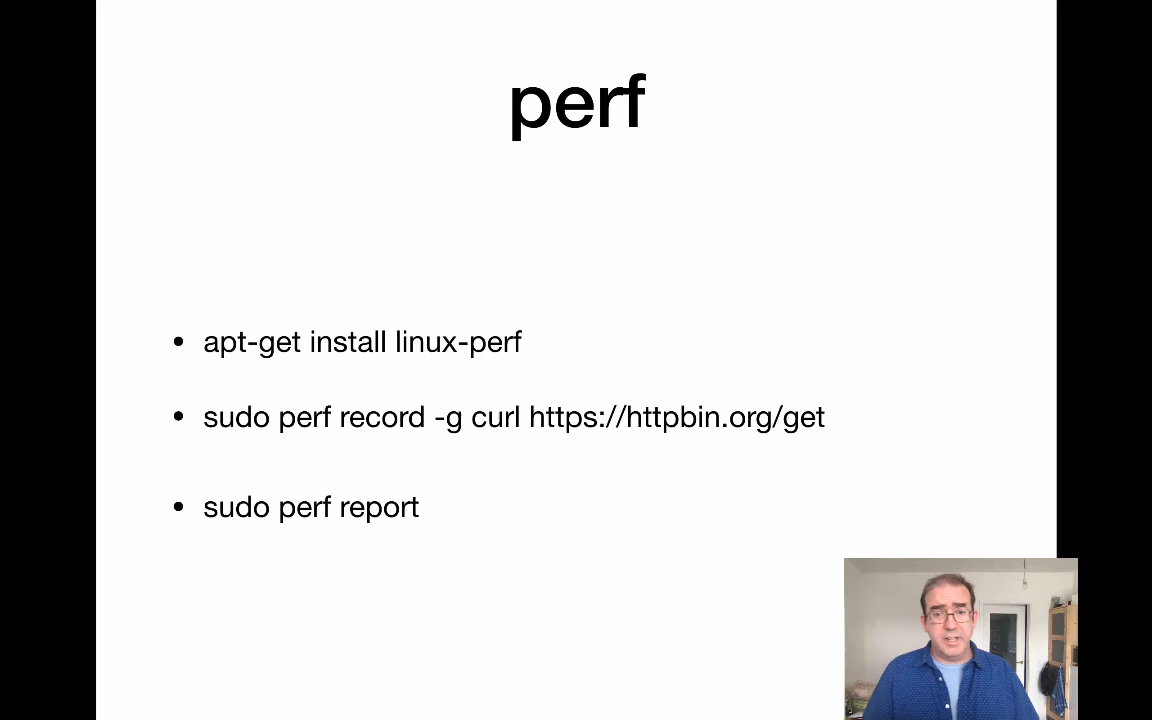 perf
• apt-get install linux-perf
• sudo perf record -g curl https://httpbin.org/get
• sudo perf report